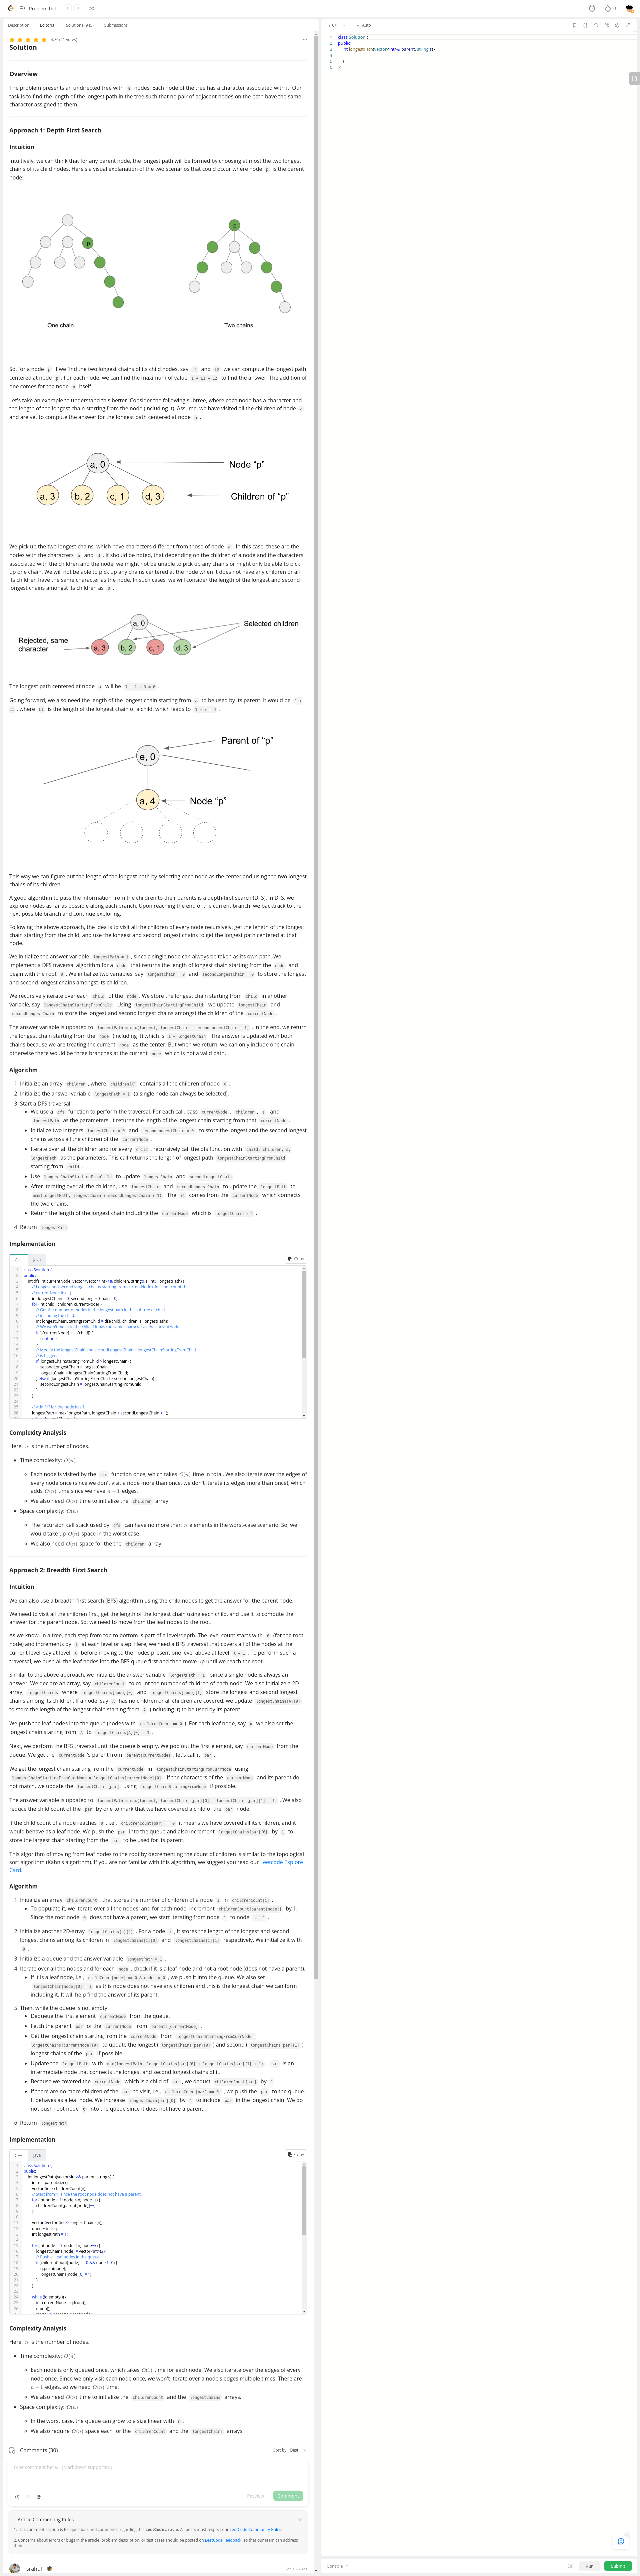 Problem List
0
Description
Editorial
Solutions (945)
Submissions
C++
Auto
4.76 (41 votes)
Solution
Overview
The problem presents an undirected tree with n nodes. Each node of the tree has a character associated with it. Our
task is to find the length of the longest path in the tree such that no pair of adjacent nodes on the path have the same
character assigned to them.
Approach 1: Depth First Search
Intuition
Intuitively, we can think that for any parent node, the longest path will be formed by choosing at most the two longest
chains of its child nodes. Here's a visual explanation of the two scenarios that could occur where node p is the parent
node:
p
p
One chain
Two chains
So, for a node p if we find the two longest chains of its child nodes, say L1 and L2 we can compute the longest path
centered at node p . For each node, we can find the maximum of value 1 + L1 + L2 to find the answer. The addition of
one comes for the node p itself.
Let's take an example to understand this better. Consider the following subtree, where each node has a character and
the length of the longest chain starting from the node (including it). Assume, we have visited all the children of node a
and are yet to compute the answer for the longest path centered at node a .
a, 0
Node "p"
a, 3
b, 2
c, 1
d, 3
Children of "p"
We pick up the two longest chains, which have characters different from those of node a . In this case, these are the
nodes with the characters b and d . It should be noted, that depending on the children of a node and the characters
associated with the children and the node, we might not be unable to pick up any chains or might only be able to pick
up one chain. We will not be able to pick up any chains centered at the node when it does not have any children or all
its children have the same character as the node. In such cases, we will consider the length of the longest and second
longest chains amongst its children as 0 .
a, 0
Selected children
Rejected, same
character
a, 3
b, 2
c, 1
d, 3
The longest path centered at node a will be 1 + 2 + 3 = 6 .
Going forward, we also need the length of the longest chain starting from a to be used by its parent. It would be 1 +
L1 , where L1 is the length of the longest chain of a child, which leads to 1 + 3 = 4 .
Parent of "p"
e, 0
a, 4
Node "p"
This way we can figure out the length of the longest path by selecting each node as the center and using the two longest
chains of its children.
A good algorithm to pass the information from the children to their parents is a depth-first search (DFS). In DFS, we
explore nodes as far as possible along each branch. Upon reaching the end of the current branch, we backtrack to the
next possible branch and continue exploring.
Following the above approach, the idea is to visit all the children of every node recursively, get the length of the longest
chain starting from the child, and use the longest and second longest chains to get the longest path centered at that
node.
We initialize the answer variable longestPath = 1 , since a single node can always be taken as its own path. We
implement a DFS traversal algorithm for a node that returns the length of longest chain starting from the node and
begin with the root 0 . We initialize two variables, say longestChain = 0 and secondLongestChain = 0 to store the longest
and second longest chains amongst its children.
We recursively iterate over each child of the node . We store the longest chain starting from child in another
variable, say longestChainStartingFromChild . Using longestChainStartingFromChild , we update longestChain and
secondLongestChain to store the longest and second longest chains amongst the children of the currentNode .
The answer variable is updated to longestPath = max(longest, longestChain + secondLongestChain + 1) . In the end, we return
the longest chain starting from the node (including it) which is 1 + longestChain . The answer is updated with both
chains because we are treating the current node as the center. But when we return, we can only include one chain,
otherwise there would be three branches at the current node which is not a valid path.
Algorithm
1. Initialize an array children , where children[X] contains all the children of node X .
2. Initialize the answer variable longestPath = 1 (a single node can always be selected).
3. Start a DFS traversal.
• We use a dfs function to perform the traversal. For each call, pass currentNode , children , s , and
longestPath as the parameters. It returns the length of longest chain starting from that currentNode .
• Initialize two integers longestChain = 0 and secondLongestChain = 0 , to store the longest and the second longest
chains across all the children of the currentNode .
• Iterate over all the children and for every child , recursively call the dfs function with child, children, s,
longestPath as the parameters. This call returns the length of longest path longestChainStartingFromChild
starting from child .
• Use longestChainStartingFromChild to update longestChain and secondLongestChain .
• After iterating over all the children, use longestChain and secondLongestChain to update the longestPath to
max(longestPath, longestChain + secondLongestChain + 1) . The +1 comes from the currentNode which connects
the two chains.
• Return the length of the longest chain including the currentNode which is longestChain + 1 .
4. Return longestPath .
Implementation
C++
Java
Copy
1 class Solution {
2 public:
3 int dfs(int currentNode, vector<vector<int>>& children, string& s, int& longestPath) {
4 // Longest and second longest chains starting from currentNode (does not count the
5 // currentNode itself).
6 int longestChain = 0, secondLongestChain = 0;
7 for (int child : children[currentNode]) {
8 // Get the number of nodes in the longest path in the subtree of child,
9 // including the child.
10 int longestChainStartingFromChild = dfs(child, children, s, longestPath);
11 // We won't move to the child if it has the same character as the currentNode.
12 if (s[currentNode] == s[child]) {
13 continue;
14 }
15 // Modify the longestChain and secondLongestChain if longestChainStartingFromChild
16 // is bigger.
17 if (longestChainStartingFromChild > longestChain) {
18 secondLongestChain = longestChain;
19 longestChain = longestChainStartingFromChild;
20 } else if (longestChainStartingFromChild > secondLongestChain) {
21 secondLongestChain = longestChainStartingFromChild;
22 }
23 }
24
25 // Add "1" for the node itself.
26 longestPath = max(longestPath, longestChain + secondLongestChain + 1);
Complexity Analysis
Here, n is the number of nodes.
• Time complexity: O(n)
◦ Each node is visited by the dfs function once, which takes O(n) time in total. We also iterate over the edges of
every node once (since we don't visit a node more than once, we don't iterate its edges more than once), which
adds O(n) time since we have n − 1 edges.
◦ We also need O(n) time to initialize the children array.
• Space complexity: O(n)
◦ The recursion call stack used by dfs can have no more than n elements in the worst-case scenario. So, we
would take up O(n) space in the worst case.
◦ We also need O(n) space for the the children array.
Approach 2: Breadth First Search
Intuition
We can also use a breadth-first search (BFS) algorithm using the child nodes to get the answer for the parent node.
We need to visit all the children first, get the length of the longest chain using each child, and use it to compute the
answer for the parent node. So, we need to move from the leaf nodes to the root.
As we know, in a tree, each step from top to bottom is part of a level/depth. The level count starts with 0 (for the root
node) and increments by 1 at each level or step. Here, we need a BFS traversal that covers all of the nodes at the
current level, say at level l before moving to the nodes present one level above at level l - 1 . To perform such a
traversal, we push all the leaf nodes into the BFS queue first and then move up until we reach the root.
Similar to the above approach, we initialize the answer variable longestPath = 1 , since a single node is always an
answer. We declare an array, say childrenCount to count the number of children of each node. We also initialize a 2D
array, longestChains where longestChains[node][0] and longestChains[node][1] store the longest and second longest
chains among its children. If a node, say A has no children or all children are covered, we update longestChains[A][0]
to store the length of the longest chain starting from A (including it) to be used by its parent.
We push the leaf nodes into the queue (nodes with childrenCount == 0 ). For each leaf node, say A we also set the
longest chain starting from A to longestChains[A][0] = 1 .
Next, we perform the BFS traversal until the queue is empty. We pop out the first element, say currentNode from the
queue. We get the currentNode 's parent from parent[currentNode] , let's call it par .
We get the longest chain starting from the currentNode in longestChainStartingFromCurrNode using
longestChainStartingFromCurrNode = longestChains[currentNode][0] . If the characters of the currentNode and its parent do
not match, we update the longestChains[par] using longestChainStartingFromNode if possible.
The answer variable is updated to longestPath = max(longest, longestChains[par][0] + longestChains[par][1] + 1) . We also
reduce the child count of the par by one to mark that we have covered a child of the par node.
If the child count of a node reaches 0 , i.e., childrenCount[par] == 0 it means we have covered all its children, and it
would behave as a leaf node. We push the par into the queue and also increment longestChains[par][0] by 1 to
store the largest chain starting from the par to be used for its parent.
This algorithm of moving from leaf nodes to the root by decrementing the count of children is similar to the topological
sort algorithm (Kahn's algorithm). If you are not familiar with this algorithm, we suggest you read our Leetcode Explore
Card.
Algorithm
1. Initialize an array childrenCount , that stores the number of children of a node i in childrenCount[i] .
• To populate it, we iterate over all the nodes, and for each node, increment childrenCount[parent[node]] by 1.
Since the root node 0 does not have a parent, we start iterating from node 1 to node n - 1 .
2. Initialize another 2D-array longestChains[n][2] . For a node i , it stores the length of the longest and second
longest chains among its children in longestChains[i][0] and longestChains[i][1] respectively. We initialize it with
0 .
3. Initialize a queue and the answer variable longestPath = 1 .
4. Iterate over all the nodes and for each node , check if it is a leaf node and not a root node (does not have a parent).
• If it is a leaf node, i.e., childCount[node] == 0 & node != 0 , we push it into the queue. We also set
longestChain[node][0] = 1 as this node does not have any children and this is the longest chain we can form
including it. It will help find the answer of its parent.
5. Then, while the queue is not empty:
• Dequeue the first element currentNode from the queue.
• Fetch the parent par of the currentNode from parents[currentNode] .
• Get the longest chain starting from the currentNode from longestChainStartingFromCurrNode =
longestChains[currentNode][0] to update the longest ( longestChains[par][0] ) and second ( longestChains[par][1] )
longest chains of the par if possible.
• Update the longestPath with max(longestPath, longestChains[par][0] + longestChains[par][1] + 1) . par is an
intermediate node that connects the longest and second longest chains of it.
• Because we covered the currentNode which is a child of par , we deduct childrenCount[par] by 1 .
• If there are no more children of the par to visit, i.e., childrenCount[par] == 0 , we push the par to the queue.
It behaves as a leaf node. We increase longestChain[par][0] by 1 to include par in the longest chain. We do
not push root node 0 into the queue since it does not have a parent.
6. Return longestPath .
Implementation
C++
Java
Copy
1 class Solution {
2 public:
3 int longestPath(vector<int>& parent, string s) {
4 int n = parent.size();
5 vector<int> childrenCount(n);
6 // Start from 1, since the root node does not have a parent.
7 for (int node = 1; node < n; node++) {
8 childrenCount[parent[node]]++;
9 }
10
11 vector<vector<int>> longestChains(n);
12 queue<int> q;
13 int longestPath = 1;
14
15 for (int node = 0; node < n; node++) {
16 longestChains[node] = vector<int>(2);
17 // Push all leaf nodes in the queue.
18 if (childrenCount[node] == 0 && node != 0) {
19 q.push(node);
20 longestChains[node][0] = 1;
21 }
22 }
23
24 while (!q.empty()) {
25 int currentNode = q.front();
26 q.pop();
Complexity Analysis
Here, n is the number of nodes.
• Time complexity: O(n)
◦ Each node is only queued once, which takes O(1) time for each node. We also iterate over the edges of every
node once. Since we only visit each node once, we won't iterate over a node's edges multiple times. There are
n − 1 edges, so we need O(n) time.
◦ We also need O(n) time to initialize the childrenCount and the longestChains arrays.
• Space complexity: O(n)
◦ In the worst case, the queue can grow to a size linear with n .
◦ We also require O(n) space each for the childrenCount and the longestChains arrays.
Comments (30)
Sort by: Best
Type comment here... (Markdown supported)
Preview
Comment
Article Commenting Rules
1. This comment section is for questions and comments regarding this LeetCode article. All posts must respect our LeetCode Community Rules.
2. Concerns about errors or bugs in the article, problem description, or test cases should be posted on LeetCode Feedback, so that our team can address
them.
_srahul_
Jan 13, 2023
1 class Solution {
2 public:
3 int longestPath(vector<int>& parent, string s) {
4
5 }
6 };
Console
Run
Submit